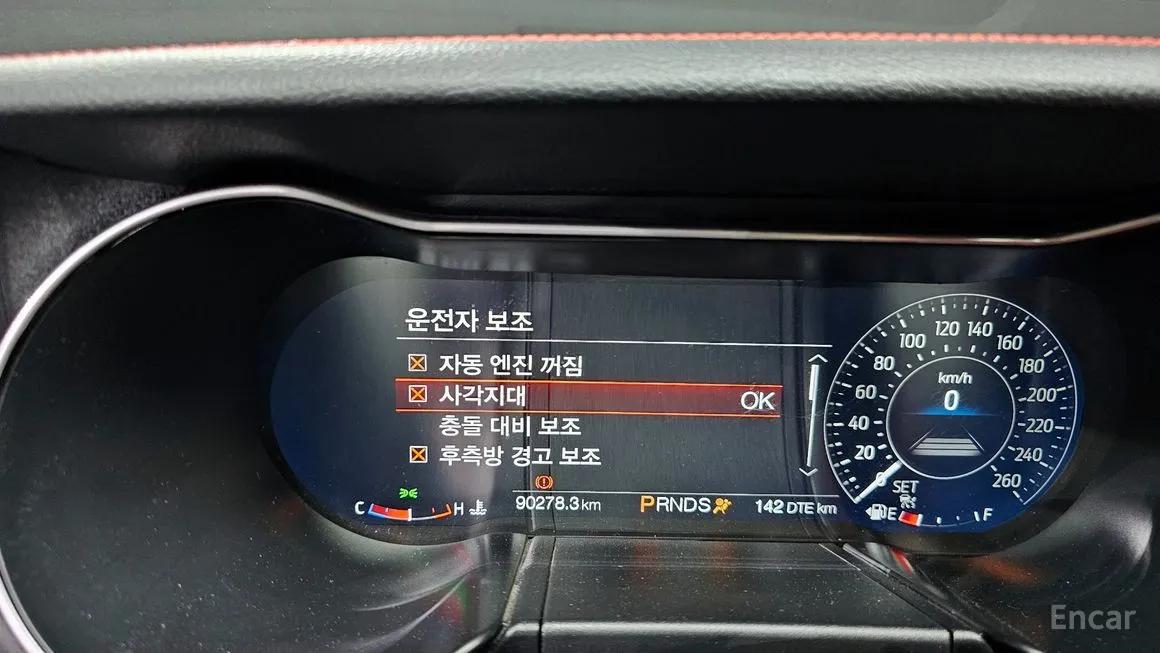 운전자 보조
자동 엔진 꺼짐
사각지대 OK
충돌 대비 보조
후측방 경고 보조
C H
90278.3 km
PRNDS
142 DTE km
0 20 40 60 80 100 120 140 160 180 200 220 240 260
km/h
0
SET
E F
Encar